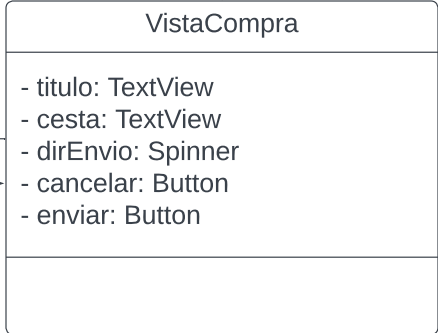 VistaCompra
- titulo: TextView
- cesta: TextView
- dirEnvio: Spinner
- cancelar: Button
- enviar: Button